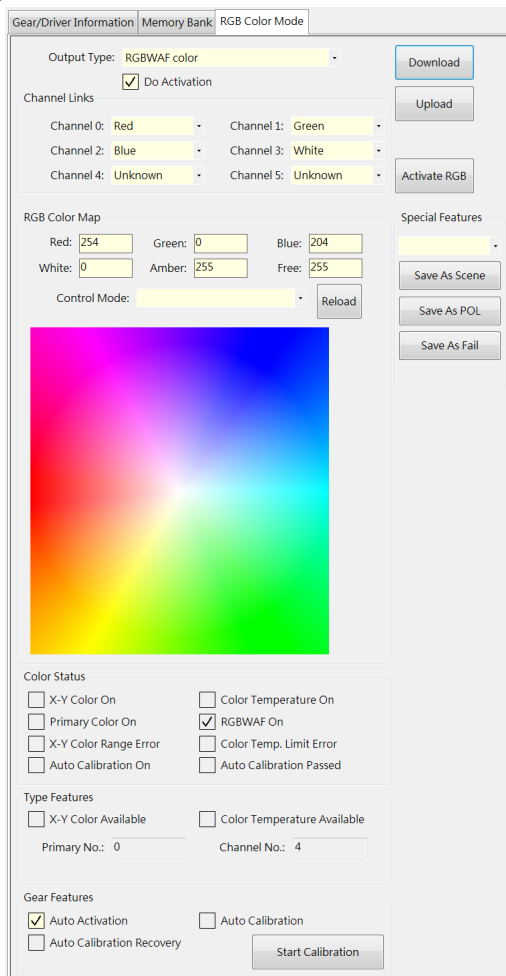 Gear/Driver Information Memory Bank RGB Color Mode
Output Type: RGBWAF color
Download
Do Activation
Channel Links
Upload
Channel 0: Red Channel 1: Green
Channel 2: Blue Channel 3: White
Channel 4: Unknown Channel 5: Unknown
Activate RGB
RGB Color Map
Special Features
Red: 254 Green: 0 Blue: 204
White: 0 Amber: 255 Free: 255
Save As Scene
Control Mode:
Reload
Save As POL
Save As Fail
Color Status
X-Y Color On Color Temperature On
Primary Color On RGBWAF On
X-Y Color Range Error Color Temp. Limit Error
Auto Calibration On Auto Calibration Passed
Type Features
X-Y Color Available Color Temperature Available
Primary No.: 0 Channel No.: 4
Gear Features
Auto Activation Auto Calibration
Auto Calibration Recovery
Start Calibration